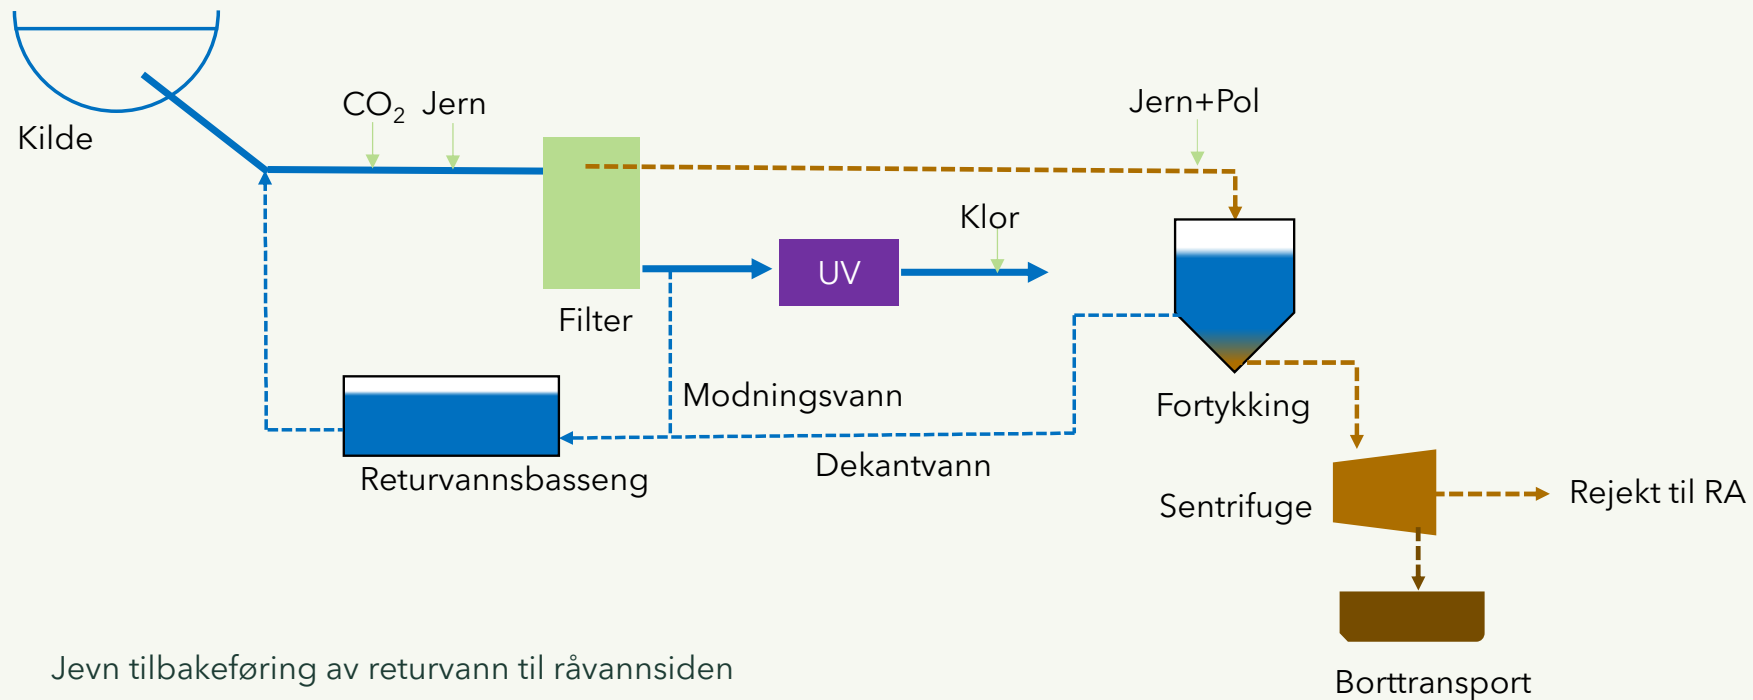 Kilde
CO₂ Jern
Jern+Pol
Filter
UV
Klor
Modningsvann
Fortykking
Returvannsbasseng
Dekantvann
Sentrifuge
Rejekt til RA
Jevn tilbakeføring av returvann til råvannsiden
Borttransport